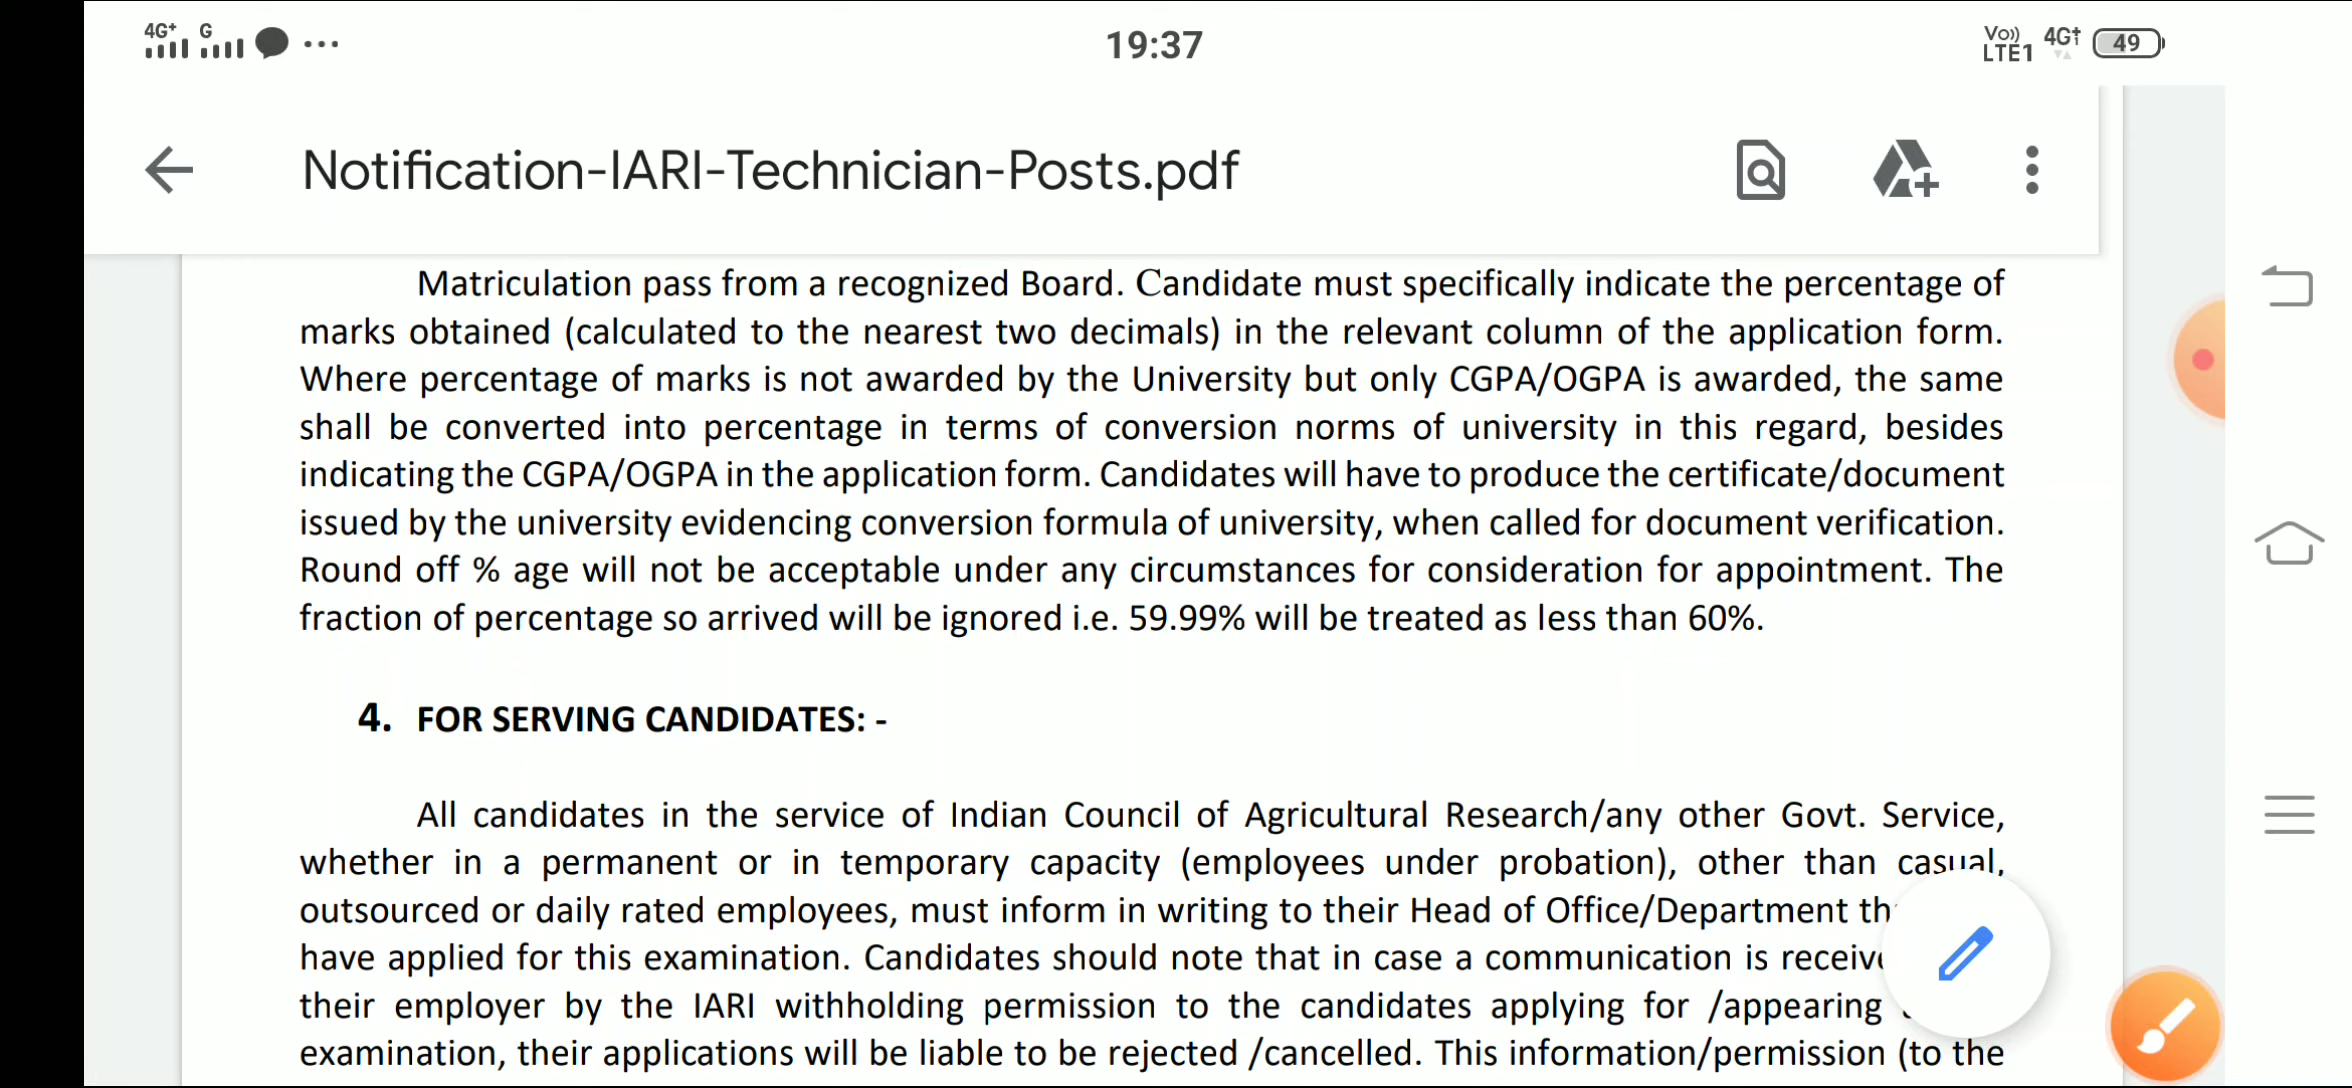 4G+ G ...
19:37
Vo)) LTE1 4G+ 49
Notification-IARI-Technician-Posts.pdf
Matriculation pass from a recognized Board. Candidate must specifically indicate the percentage of
marks obtained (calculated to the nearest two decimals) in the relevant column of the application form.
Where percentage of marks is not awarded by the University but only CGPA/OGPA is awarded, the same
shall be converted into percentage in terms of conversion norms of university in this regard, besides
indicating the CGPA/OGPA in the application form. Candidates will have to produce the certificate/document
issued by the university evidencing conversion formula of university, when called for document verification.
Round off % age will not be acceptable under any circumstances for consideration for appointment. The
fraction of percentage so arrived will be ignored i.e. 59.99% will be treated as less than 60%.
4. FOR SERVING CANDIDATES: -
All candidates in the service of Indian Council of Agricultural Research/any other Govt. Service,
whether in a permanent or in temporary capacity (employees under probation), other than casual,
outsourced or daily rated employees, must inform in writing to their Head of Office/Department
have applied for this examination. Candidates should note that in case a communication is
their employer by the IARI withholding permission to the candidates applying for /appearing
examination, their applications will be liable to be rejected /cancelled. This information/permission (to the